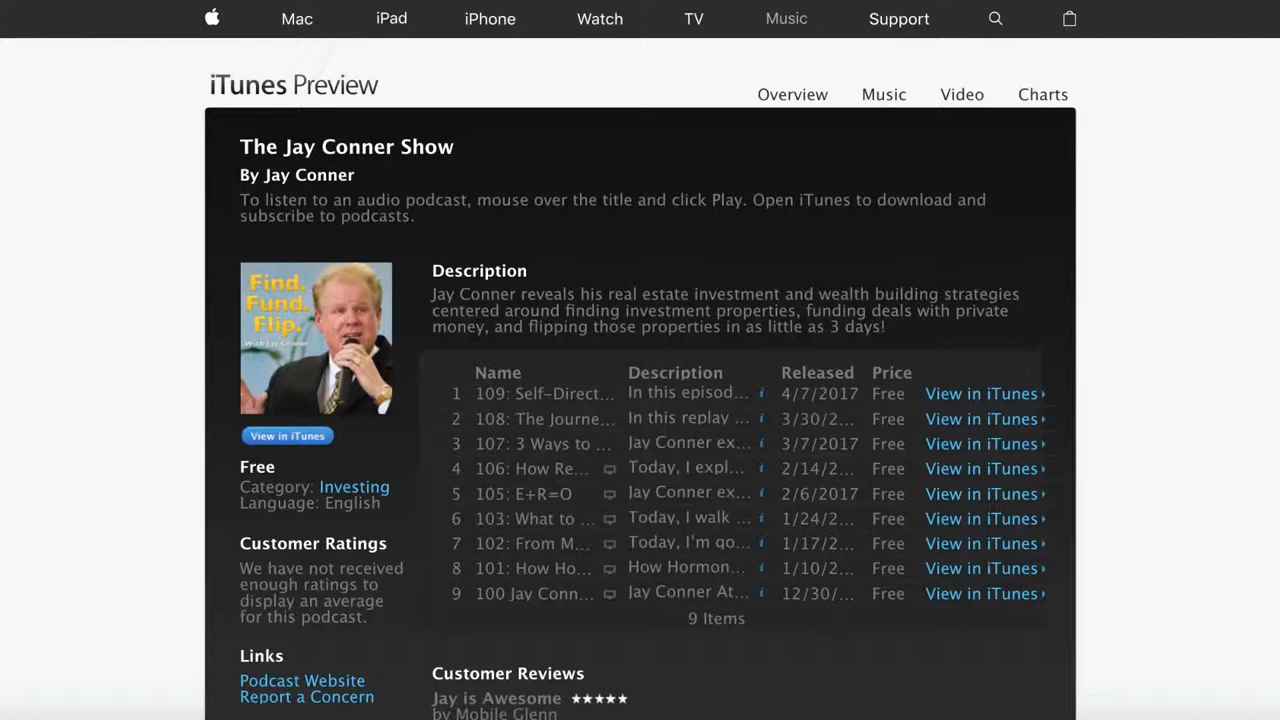 Mac iPad iPhone Watch TV Music Support
iTunes Preview
Overview Music Video Charts
The Jay Conner Show
By Jay Conner
To listen to an audio podcast, mouse over the title and click Play. Open iTunes to download and
subscribe to podcasts.
Find.
Fund.
Flip.
With Jay Conner
View in iTunes
Free
Category: Investing
Language: English
Customer Ratings
We have not received
enough ratings to
display an average
for this podcast.
Links
Podcast Website
Report a Concern
Description
Jay Conner reveals his real estate investment and wealth building strategies
centered around finding investment properties, funding deals with private
money, and flipping those properties in as little as 3 days!
Name Description Released Price
1 109: Self-Direct... In this episod... i 4/7/2017 Free View in iTunes
2 108: The Journe... In this replay ... i 3/30/2... Free View in iTunes
3 107: 3 Ways to ... Jay Conner ex... i 3/7/2017 Free View in iTunes
4 106: How Re... Today, I expl... i 2/14/2... Free View in iTunes
5 105: E+R=O Jay Conner ex... i 2/6/2017 Free View in iTunes
6 103: What to ... Today, I walk ... i 1/24/2... Free View in iTunes
7 102: From M... Today, I'm go... i 1/17/2... Free View in iTunes
8 101: How Ho... How Hormon... i 1/10/2... Free View in iTunes
9 100 Jay Conn... Jay Conner At... i 12/30/... Free View in iTunes
9 Items
Customer Reviews
Jay is Awesome ★★★★★
by Mobile Glenn